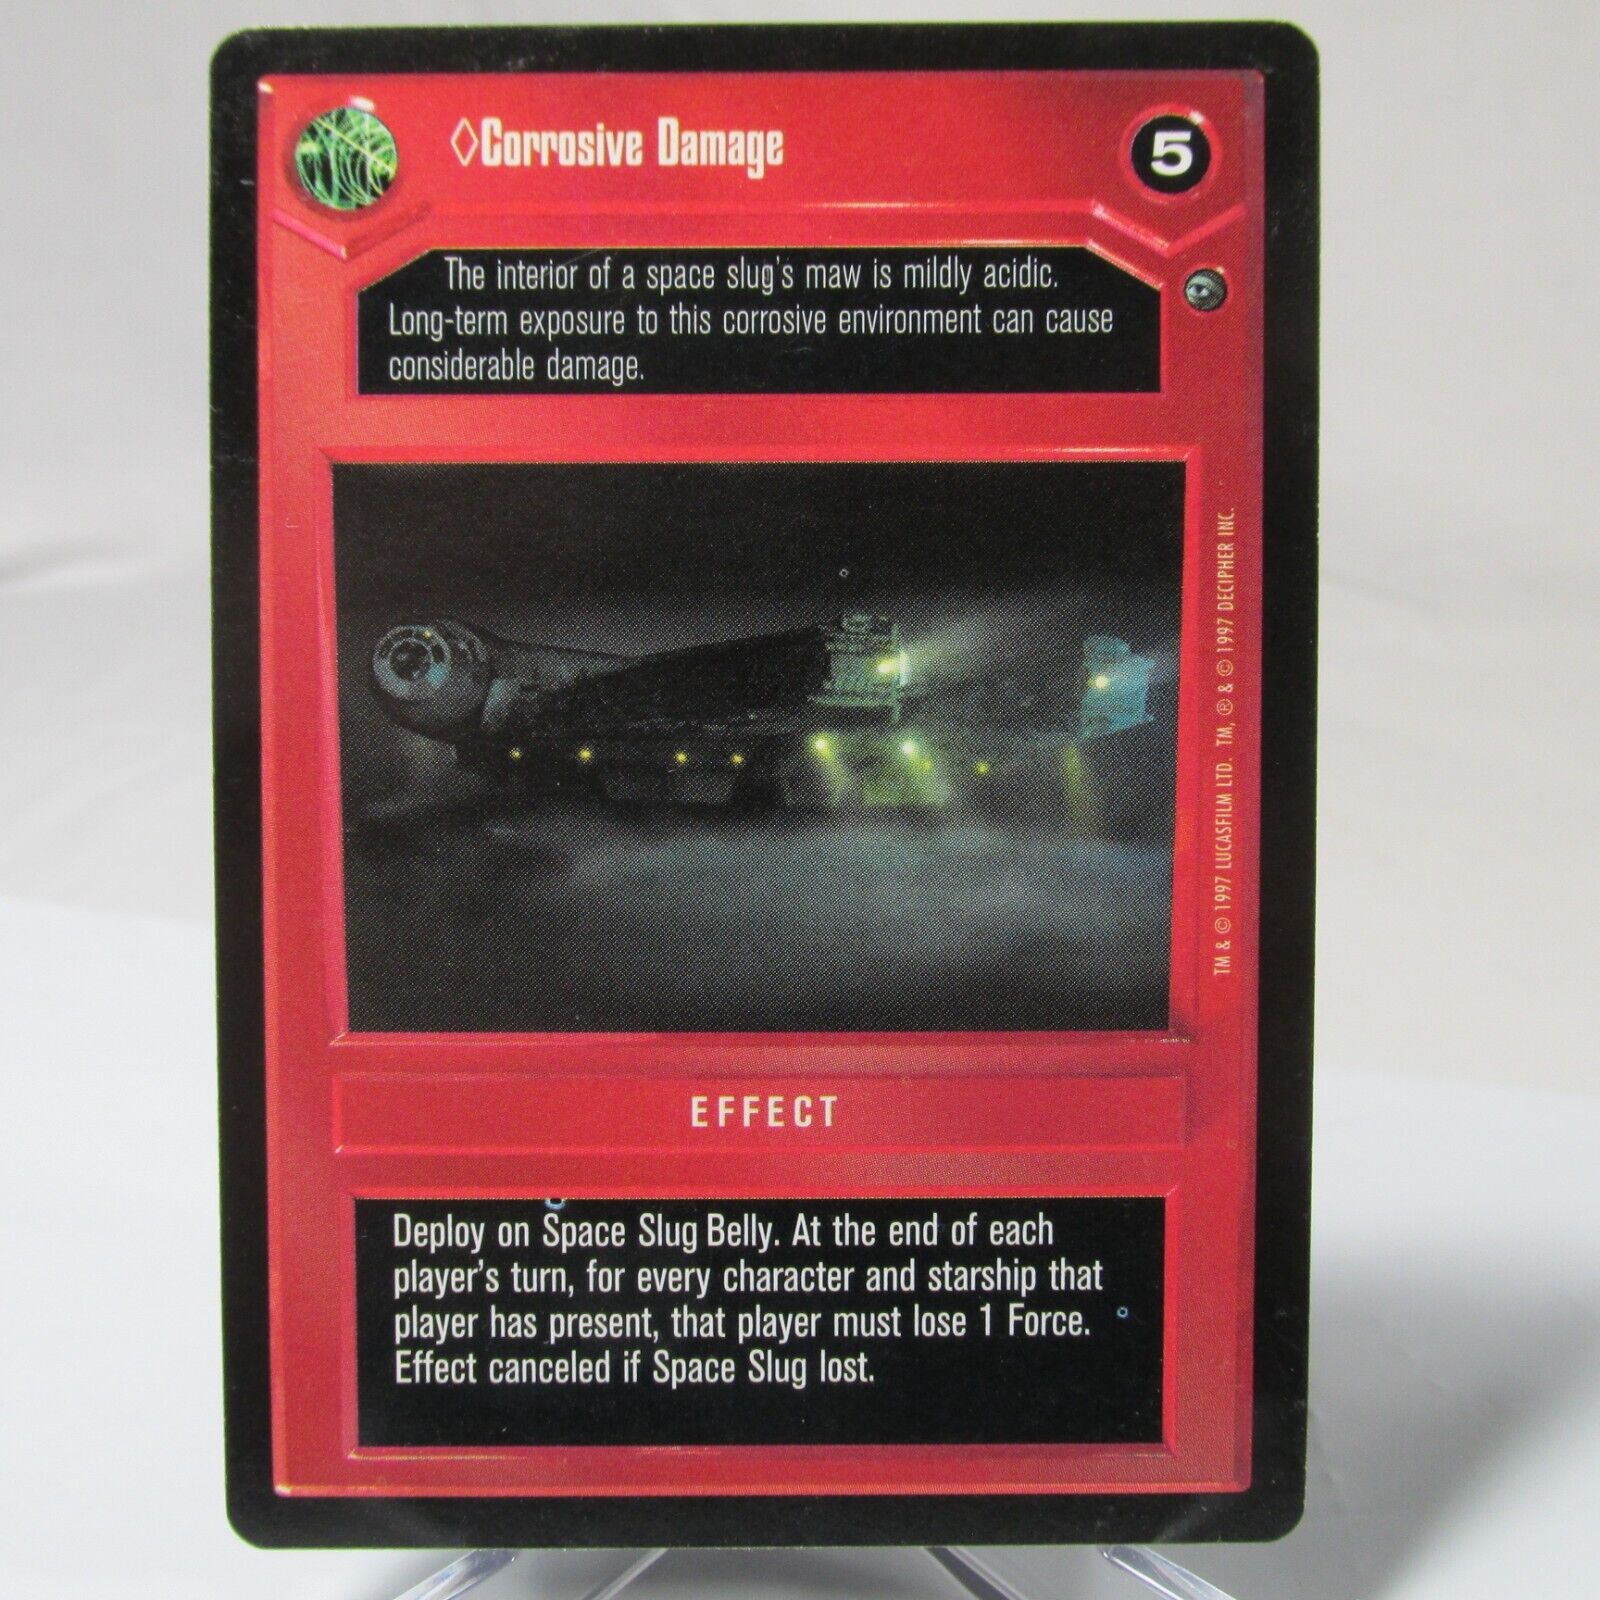 ◊Corrosive Damage
5
The interior of a space slug's maw is mildly acidic.
Long-term exposure to this corrosive environment can cause
considerable damage.
TM & © 1997 LUCASFILM LTD. TM, ® & © 1997 DECIPHER INC.
EFFECT
Deploy on Space Slug Belly. At the end of each
player's turn, for every character and starship that
player has present, that player must lose 1 Force.
Effect canceled if Space Slug lost.